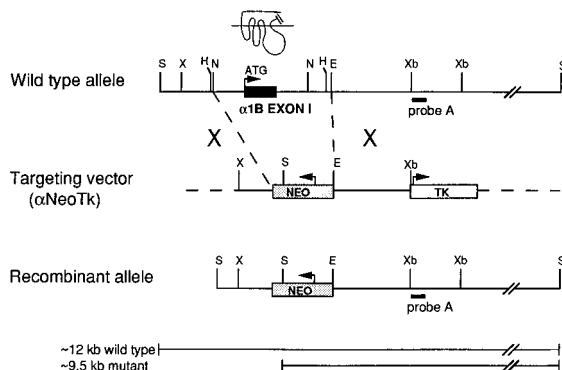 S X H N ATG N H E Xb Xb S
Wild type allele
α1B EXON I
probe A
X X
X S E Xb
Targeting vector
(αNeoTk)
NEO TK
S X S E Xb Xb S
Recombinant allele
NEO
probe A
~12 kb wild type
~9.5 kb mutant